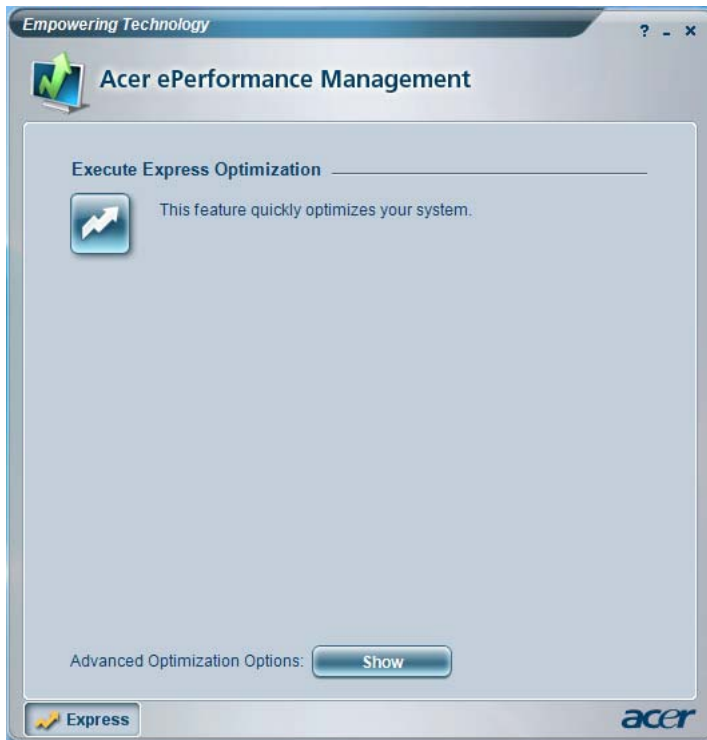 Empowering Technology
? - ×
Acer ePerformance Management
Execute Express Optimization
This feature quickly optimizes your system.
Advanced Optimization Options: Show
Express
acer